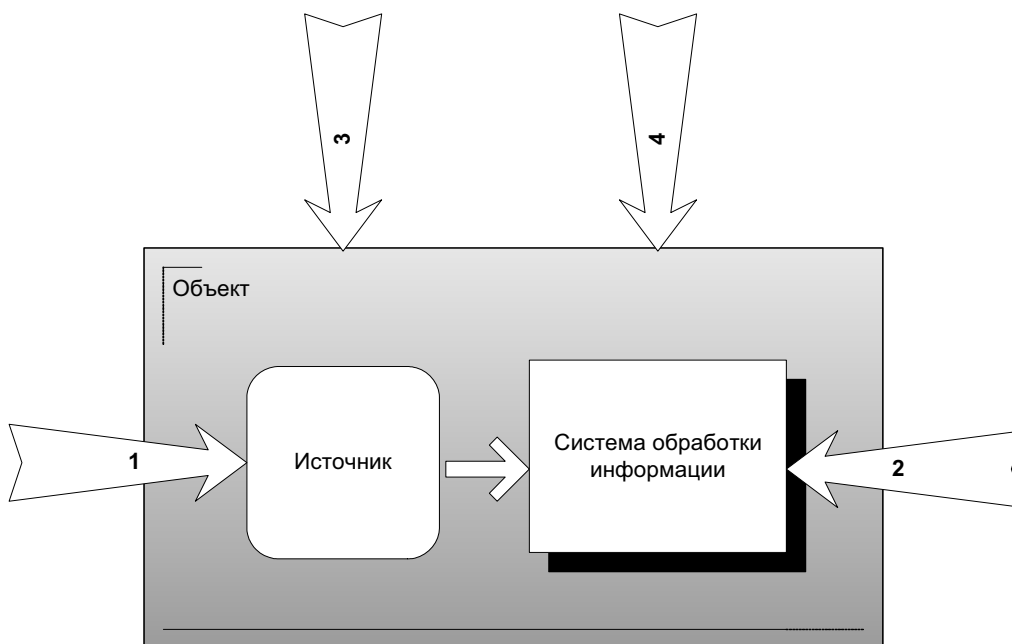 3
4
Объект
1
Источник
Система обработки
информации
2